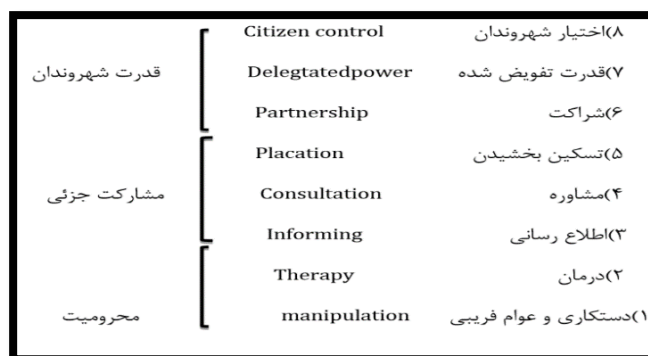 ۸)اختیار شهروندان Citizen control
۷)قدرت تفویض شده Delegtatedpower قدرت شهروندان
۶)شراکت Partnership
۵)تسکین بخشیدن Placation
۴)مشاوره Consultation مشارکت جزئی
۳)اطلاع رسانی Informing
۲)درمان Therapy
۱)دستکاری و عوام فریبی manipulation محرومیت